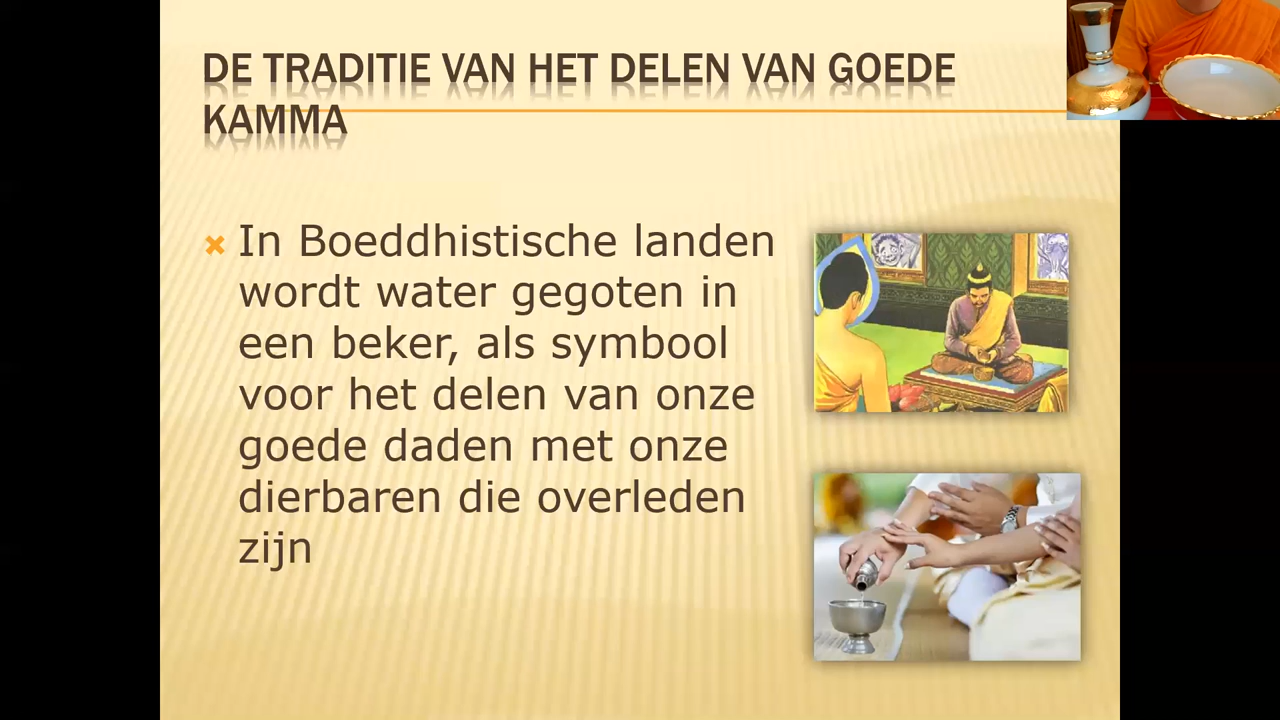 DE TRADITIE VAN HET DELEN VAN GOEDE
KAMMA
In Boeddhistische landen
wordt water gegoten in
een beker, als symbool
voor het delen van onze
goede daden met onze
dierbaren die overleden
zijn